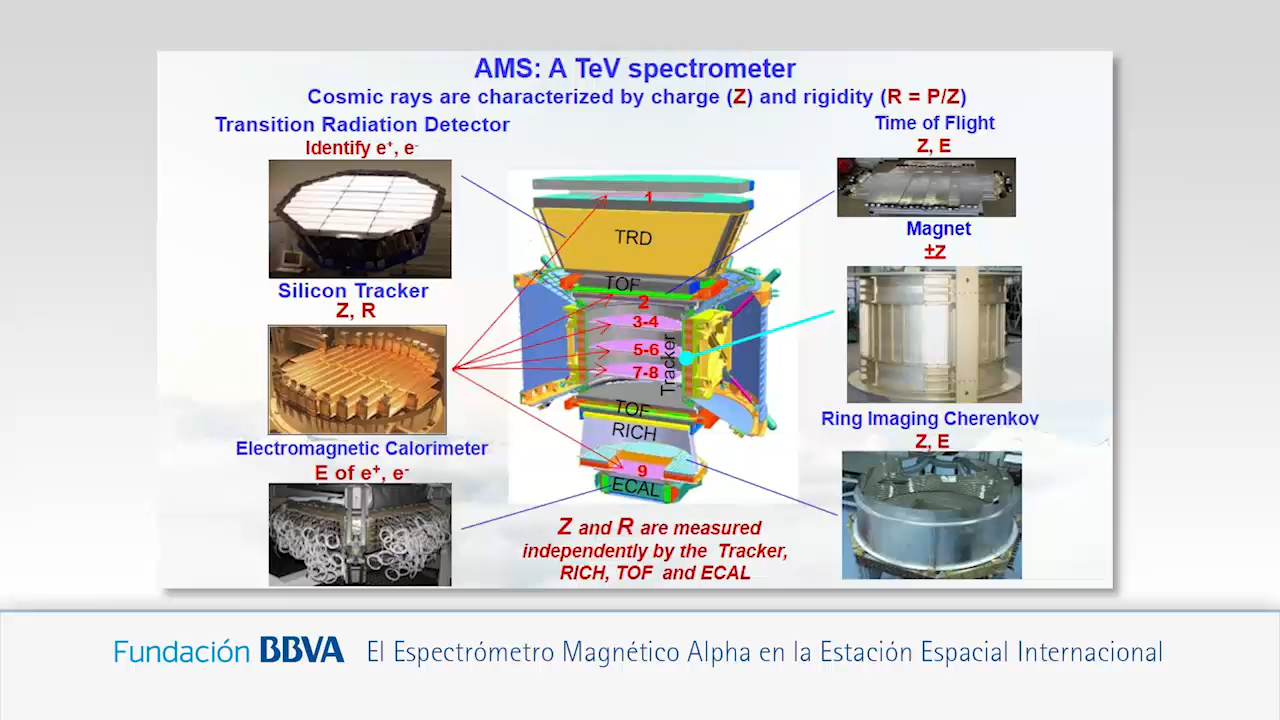 AMS: A TeV spectrometer
Cosmic rays are characterized by charge (Z) and rigidity (R = P/Z)
Transition Radiation Detector
Identify e⁺, e⁻
Silicon Tracker
Z, R
Electromagnetic Calorimeter
E of e⁺, e⁻
1
TRD
TOF
2
3-4
5-6
7-8
Tracker
TOF
RICH
9
ECAL
Z and R are measured
independently by the Tracker,
RICH, TOF and ECAL
Time of Flight
Z, E
Magnet
±Z
Ring Imaging Cherenkov
Z, E
Fundación BBVA El Espectrómetro Magnético Alpha en la Estación Espacial Internacional